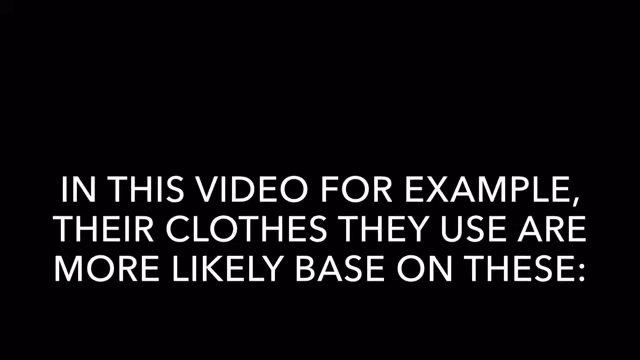 IN THIS VIDEO FOR EXAMPLE,
THEIR CLOTHES THEY USE ARE
MORE LIKELY BASE ON THESE: